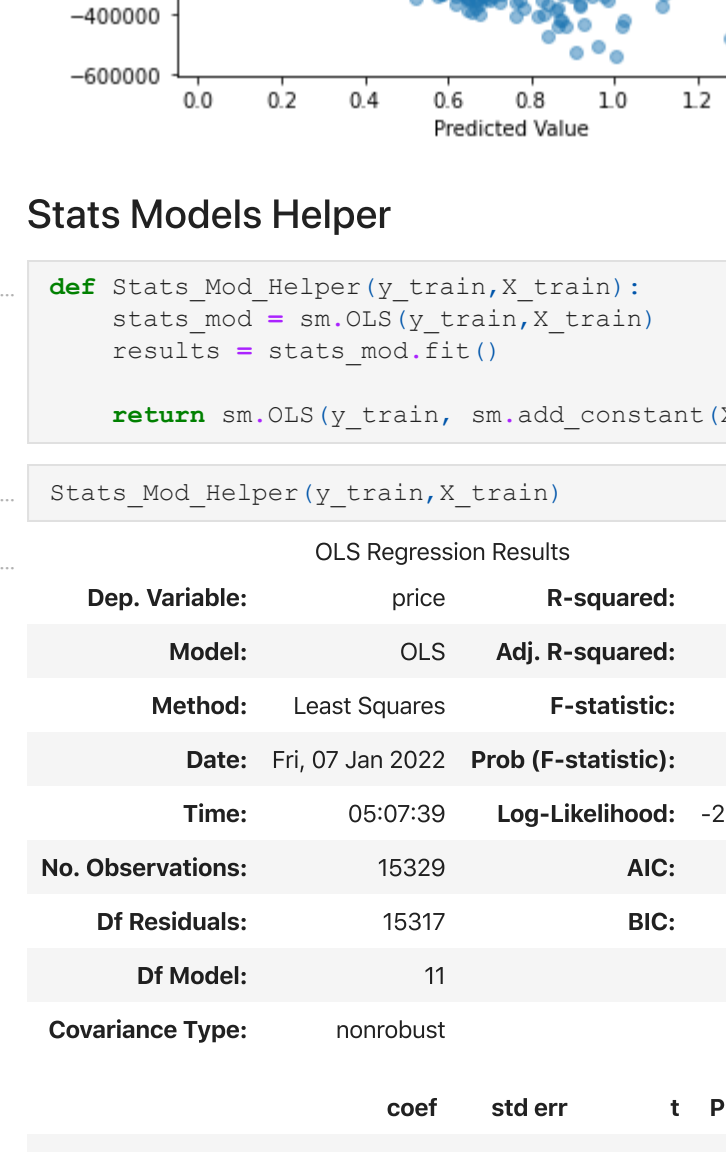 −400000
−600000
0.0 0.2 0.4 0.6 0.8 1.0 1.2
Predicted Value
Stats Models Helper
...
def Stats_Mod_Helper(y_train,X_train):
stats_mod = sm.OLS(y_train,X_train)
results = stats_mod.fit()
return sm.OLS(y_train, sm.add_constant(
...
Stats_Mod_Helper(y_train,X_train)
...
OLS Regression Results
Dep. Variable: price R-squared:
Model: OLS Adj. R-squared:
Method: Least Squares F-statistic:
Date: Fri, 07 Jan 2022 Prob (F-statistic):
Time: 05:07:39 Log-Likelihood: -2
No. Observations: 15329 AIC:
Df Residuals: 15317 BIC:
Df Model: 11
Covariance Type: nonrobust
coef std err t P